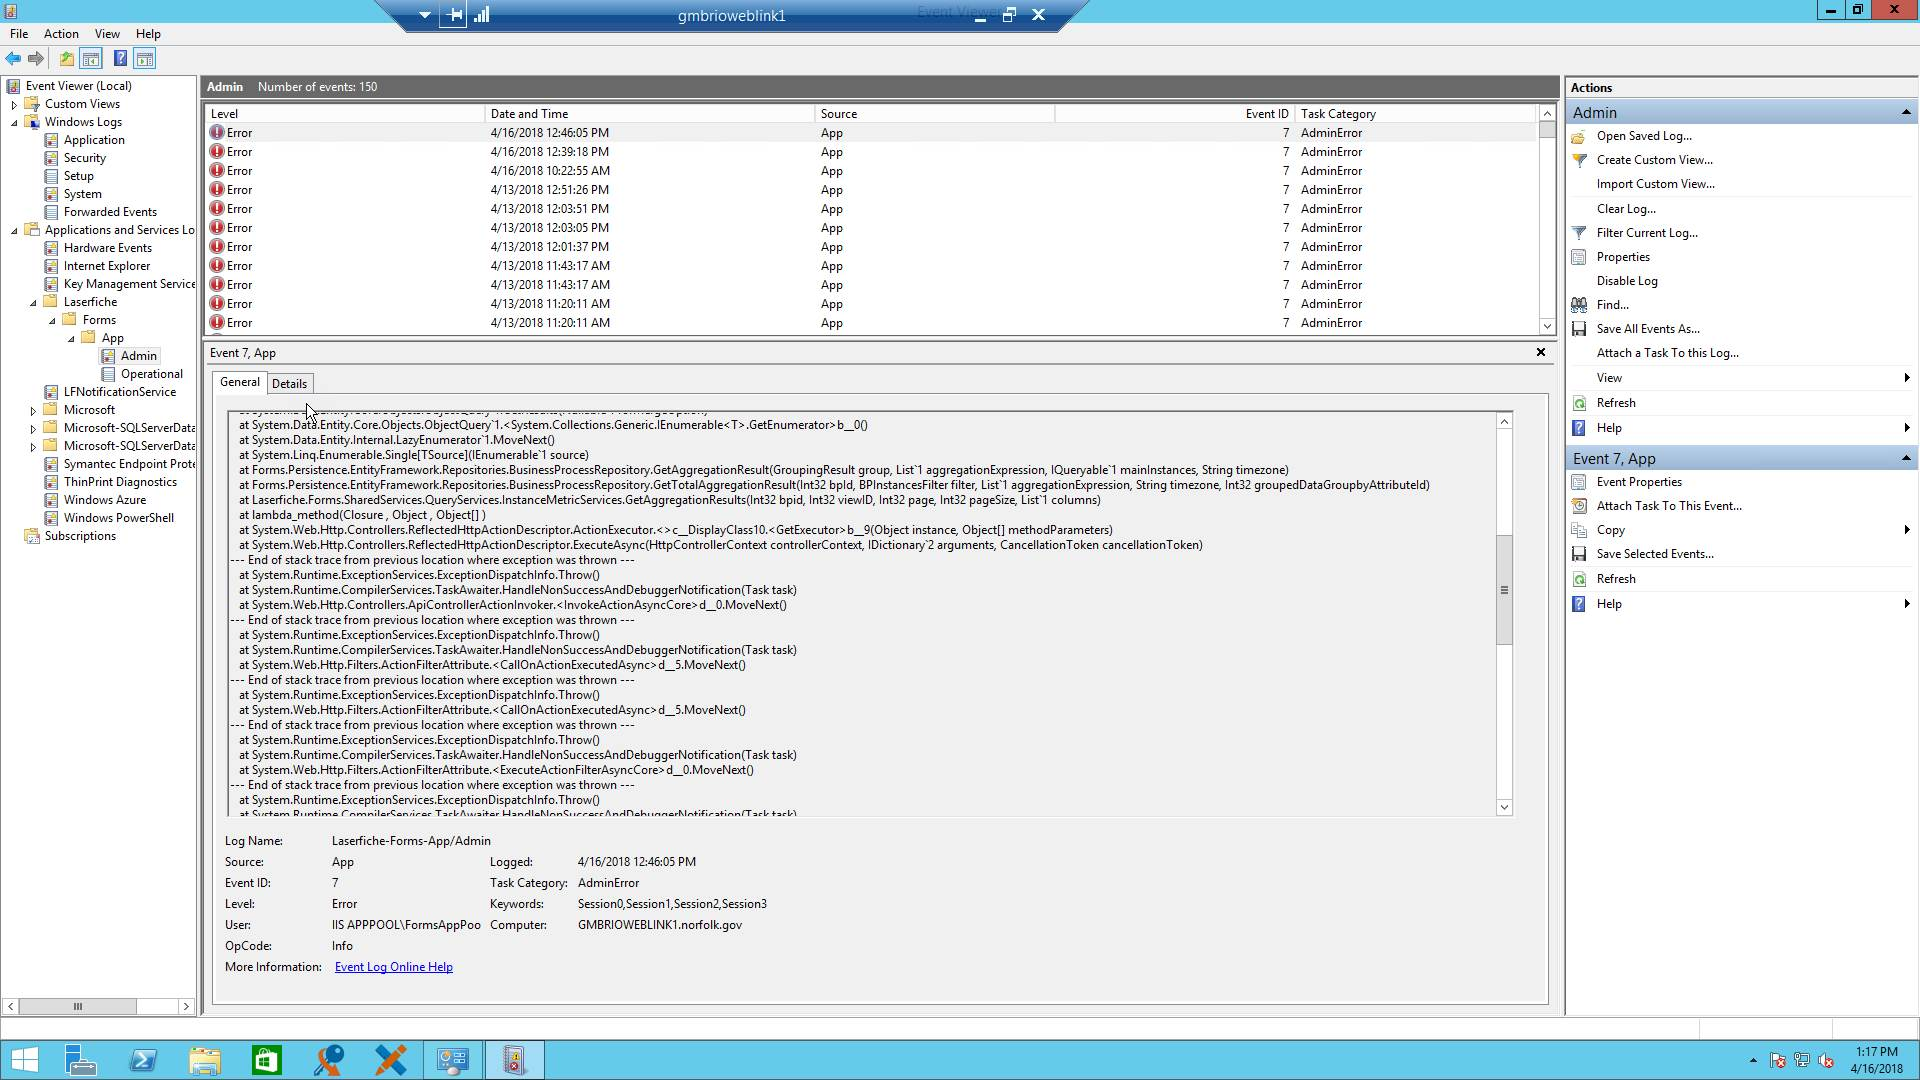 gmbrioweblink1
Event Viewer
File Action View Help
Event Viewer (Local)
Custom Views
Windows Logs
Application
Security
Setup
System
Forwarded Events
Applications and Services Lo
Hardware Events
Internet Explorer
Key Management Service
Laserfiche
Forms
App
Admin
Operational
LFNotificationService
Microsoft
Microsoft-SQLServerData
Microsoft-SQLServerData
Symantec Endpoint Prote
ThinPrint Diagnostics
Windows Azure
Windows PowerShell
Subscriptions
Admin Number of events: 150
Level Date and Time Source Event ID Task Category
Error 4/16/2018 12:46:05 PM App 7 AdminError
Error 4/16/2018 12:39:18 PM App 7 AdminError
Error 4/16/2018 10:22:55 AM App 7 AdminError
Error 4/13/2018 12:51:26 PM App 7 AdminError
Error 4/13/2018 12:03:51 PM App 7 AdminError
Error 4/13/2018 12:03:05 PM App 7 AdminError
Error 4/13/2018 12:01:37 PM App 7 AdminError
Error 4/13/2018 11:43:17 AM App 7 AdminError
Error 4/13/2018 11:43:17 AM App 7 AdminError
Error 4/13/2018 11:20:11 AM App 7 AdminError
Error 4/13/2018 11:20:11 AM App 7 AdminError
Event 7, App
General Details
at System.Data.Entity.Core.Objects.ObjectQuery`1.<System.Collections.Generic.IEnumerable<T>.GetEnumerator>b__0()
at System.Data.Entity.Internal.LazyEnumerator`1.MoveNext()
at System.Linq.Enumerable.Single[TSource](IEnumerable`1 source)
at Forms.Persistence.EntityFramework.Repositories.BusinessProcessRepository.GetAggregationResult(GroupingResult group, List`1 aggregationExpression, IQueryable`1 mainInstances, String timezone)
at Forms.Persistence.EntityFramework.Repositories.BusinessProcessRepository.GetTotalAggregationResult(Int32 bpId, BPInstancesFilter filter, List`1 aggregationExpression, String timezone, Int32 groupedDataGroupbyAttributeId)
at Laserfiche.Forms.SharedServices.QueryServices.InstanceMetricServices.GetAggregationResults(Int32 bpid, Int32 viewID, Int32 page, Int32 pageSize, List`1 columns)
at lambda_method(Closure , Object , Object[] )
at System.Web.Http.Controllers.ReflectedHttpActionDescriptor.ActionExecutor.<>c__DisplayClass10.<GetExecutor>b__9(Object instance, Object[] methodParameters)
at System.Web.Http.Controllers.ReflectedHttpActionDescriptor.ExecuteAsync(HttpControllerContext controllerContext, IDictionary`2 arguments, CancellationToken cancellationToken)
--- End of stack trace from previous location where exception was thrown ---
at System.Runtime.ExceptionServices.ExceptionDispatchInfo.Throw()
at System.Runtime.CompilerServices.TaskAwaiter.HandleNonSuccessAndDebuggerNotification(Task task)
at System.Web.Http.Controllers.ApiControllerActionInvoker.<InvokeActionAsyncCore>d__0.MoveNext()
--- End of stack trace from previous location where exception was thrown ---
at System.Runtime.ExceptionServices.ExceptionDispatchInfo.Throw()
at System.Runtime.CompilerServices.TaskAwaiter.HandleNonSuccessAndDebuggerNotification(Task task)
at System.Web.Http.Filters.ActionFilterAttribute.<CallOnActionExecutedAsync>d__5.MoveNext()
--- End of stack trace from previous location where exception was thrown ---
at System.Runtime.ExceptionServices.ExceptionDispatchInfo.Throw()
at System.Web.Http.Filters.ActionFilterAttribute.<CallOnActionExecutedAsync>d__5.MoveNext()
--- End of stack trace from previous location where exception was thrown ---
at System.Runtime.ExceptionServices.ExceptionDispatchInfo.Throw()
at System.Runtime.CompilerServices.TaskAwaiter.HandleNonSuccessAndDebuggerNotification(Task task)
at System.Web.Http.Filters.ActionFilterAttribute.<ExecuteActionFilterAsyncCore>d__0.MoveNext()
--- End of stack trace from previous location where exception was thrown ---
at System.Runtime.ExceptionServices.ExceptionDispatchInfo.Throw()
at System.Runtime.CompilerServices.TaskAwaiter.HandleNonSuccessAndDebuggerNotification(Task task)
Log Name: Laserfiche-Forms-App/Admin
Source: App Logged: 4/16/2018 12:46:05 PM
Event ID: 7 Task Category: AdminError
Level: Error Keywords: Session0,Session1,Session2,Session3
User: IIS APPPOOL\FormsAppPoo Computer: GMBRIOWEBLINK1.norfolk.gov
OpCode: Info
More Information: Event Log Online Help
Actions
Admin
Open Saved Log...
Create Custom View...
Import Custom View...
Clear Log...
Filter Current Log...
Properties
Disable Log
Find...
Save All Events As...
Attach a Task To this Log...
View
Refresh
Help
Event 7, App
Event Properties
Attach Task To This Event...
Copy
Save Selected Events...
Refresh
Help
1:17 PM
4/16/2018